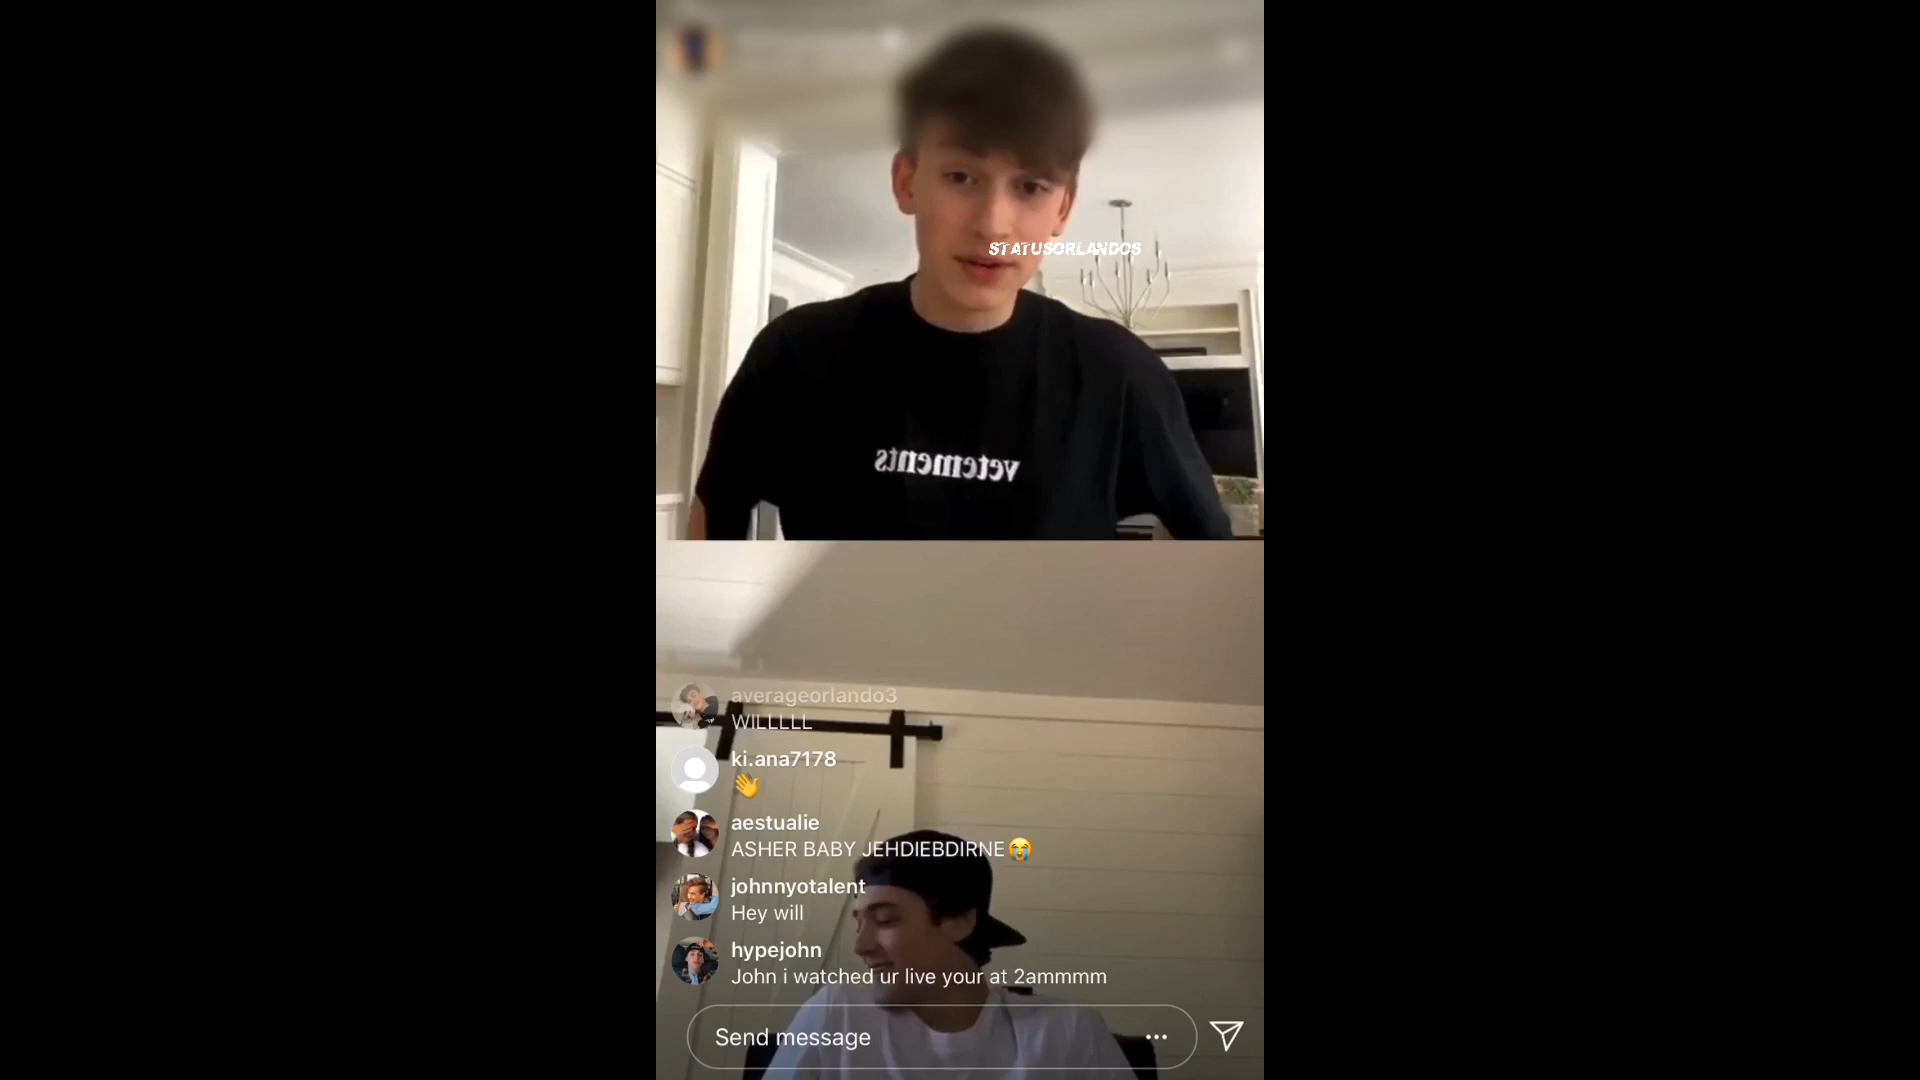 STATUSORLANDOS
vetements
averageorlando3
WILLLLL
ki.ana7178
👋
aestualie
ASHER BABY JEHDIEBDIRNE😭
johnnyotalent
Hey will
hypejohn
John i watched ur live your at 2ammmm
Send message